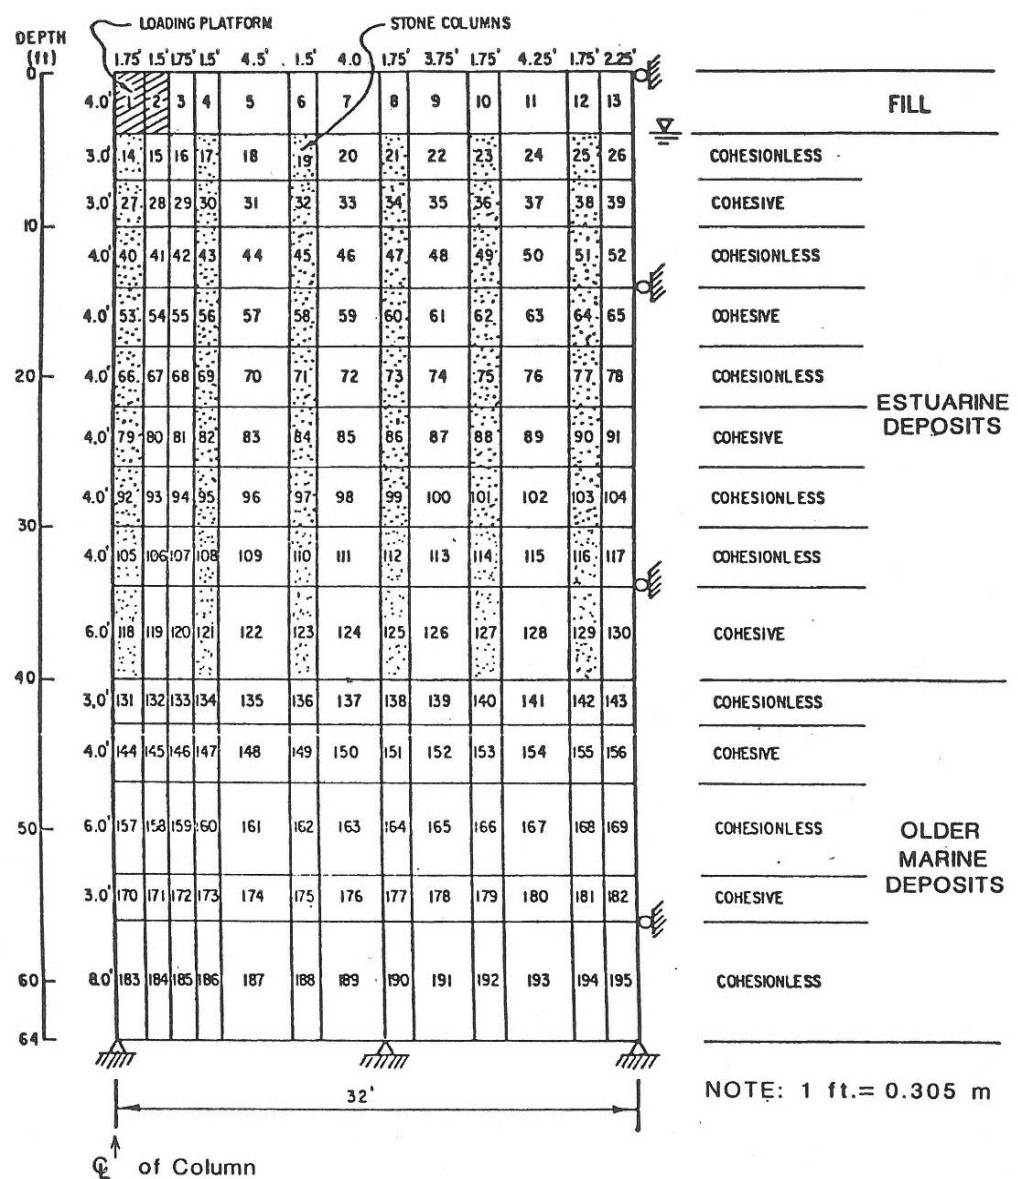 LOADING PLATFORM
STONE COLUMNS
DEPTH
(ft)
1.75' 1.5' 1.75' 1.5' 4.5' 1.5' 4.0 1.75' 3.75' 1.75' 4.25' 1.75' 2.25'
0
4.0' 1 2 3 4 5 6 7 8 9 10 11 12 13 FILL
3.0' 14 15 16 17 18 19 20 21 22 23 24 25 26 COHESIONLESS
3.0' 27 28 29 30 31 32 33 34 35 36 37 38 39 COHESIVE
10
4.0' 40 41 42 43 44 45 46 47 48 49 50 51 52 COHESIONLESS
4.0' 53 54 55 56 57 58 59 60 61 62 63 64 65 COHESIVE
20 4.0' 66 67 68 69 70 71 72 73 74 75 76 77 78 COHESIONLESS
ESTUARINE
DEPOSITS
4.0' 79 80 81 82 83 84 85 86 87 88 89 90 91 COHESIVE
4.0' 92 93 94 95 96 97 98 99 100 101 102 103 104 COHESIONLESS
30
4.0' 105 106 107 108 109 110 111 112 113 114 115 116 117 COHESIONLESS
6.0' 118 119 120 121 122 123 124 125 126 127 128 129 130 COHESIVE
40
3.0' 131 132 133 134 135 136 137 138 139 140 141 142 143 COHESIONLESS
4.0' 144 145 146 147 148 149 150 151 152 153 154 155 156 COHESIVE
50 6.0' 157 158 159 160 161 162 163 164 165 166 167 168 169 COHESIONLESS
OLDER
MARINE
DEPOSITS
3.0' 170 171 172 173 174 175 176 177 178 179 180 181 182 COHESIVE
60 8.0' 183 184 185 186 187 188 189 190 191 192 193 194 195 COHESIONLESS
64
32'
NOTE: 1 ft.= 0.305 m
℄ of Column